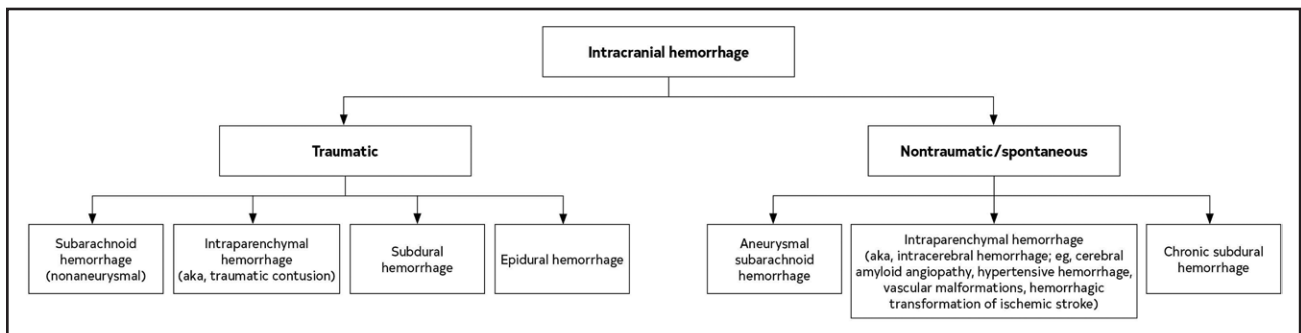 Intracranial hemorrhage
Traumatic
Nontraumatic/spontaneous
Subarachnoid
hemorrhage
(nonaneurysmal)
Intraparenchymal
hemorrhage
(aka, traumatic contusion)
Subdural
hemorrhage
Epidural hemorrhage
Aneurysmal
subarachnoid
hemorrhage
Intraparenchymal hemorrhage
(aka, intracerebral hemorrhage; eg, cerebral
amyloid angiopathy, hypertensive hemorrhage,
vascular malformations, hemorrhagic
transformation of ischemic stroke)
Chronic subdural
hemorrhage